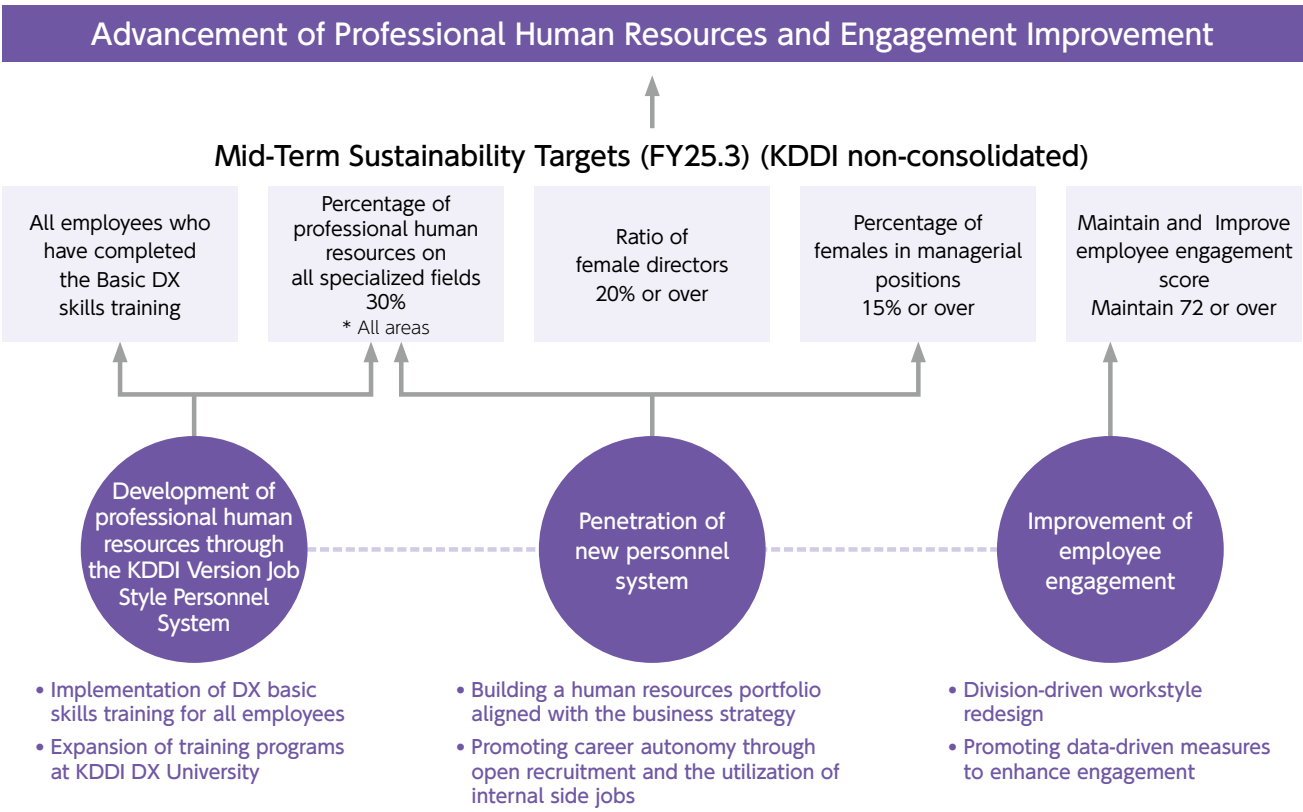 Advancement of Professional Human Resources and Engagement Improvement
Mid-Term Sustainability Targets (FY25.3) (KDDI non-consolidated)
All employees who
have completed
the Basic DX
skills training
Percentage of
professional human
resources on
all specialized fields
30%
* All areas
Ratio of
female directors
20% or over
Percentage of
females in managerial
positions
15% or over
Maintain and Improve
employee engagement
score
Maintain 72 or over
Development of
professional human
resources through
the KDDI Version Job
Style Personnel
System
Penetration of
new personnel
system
Improvement of
employee
engagement
• Implementation of DX basic
skills training for all employees
• Expansion of training programs
at KDDI DX University
• Building a human resources portfolio
aligned with the business strategy
• Promoting career autonomy through
open recruitment and the utilization of
internal side jobs
• Division-driven workstyle
redesign
• Promoting data-driven measures
to enhance engagement